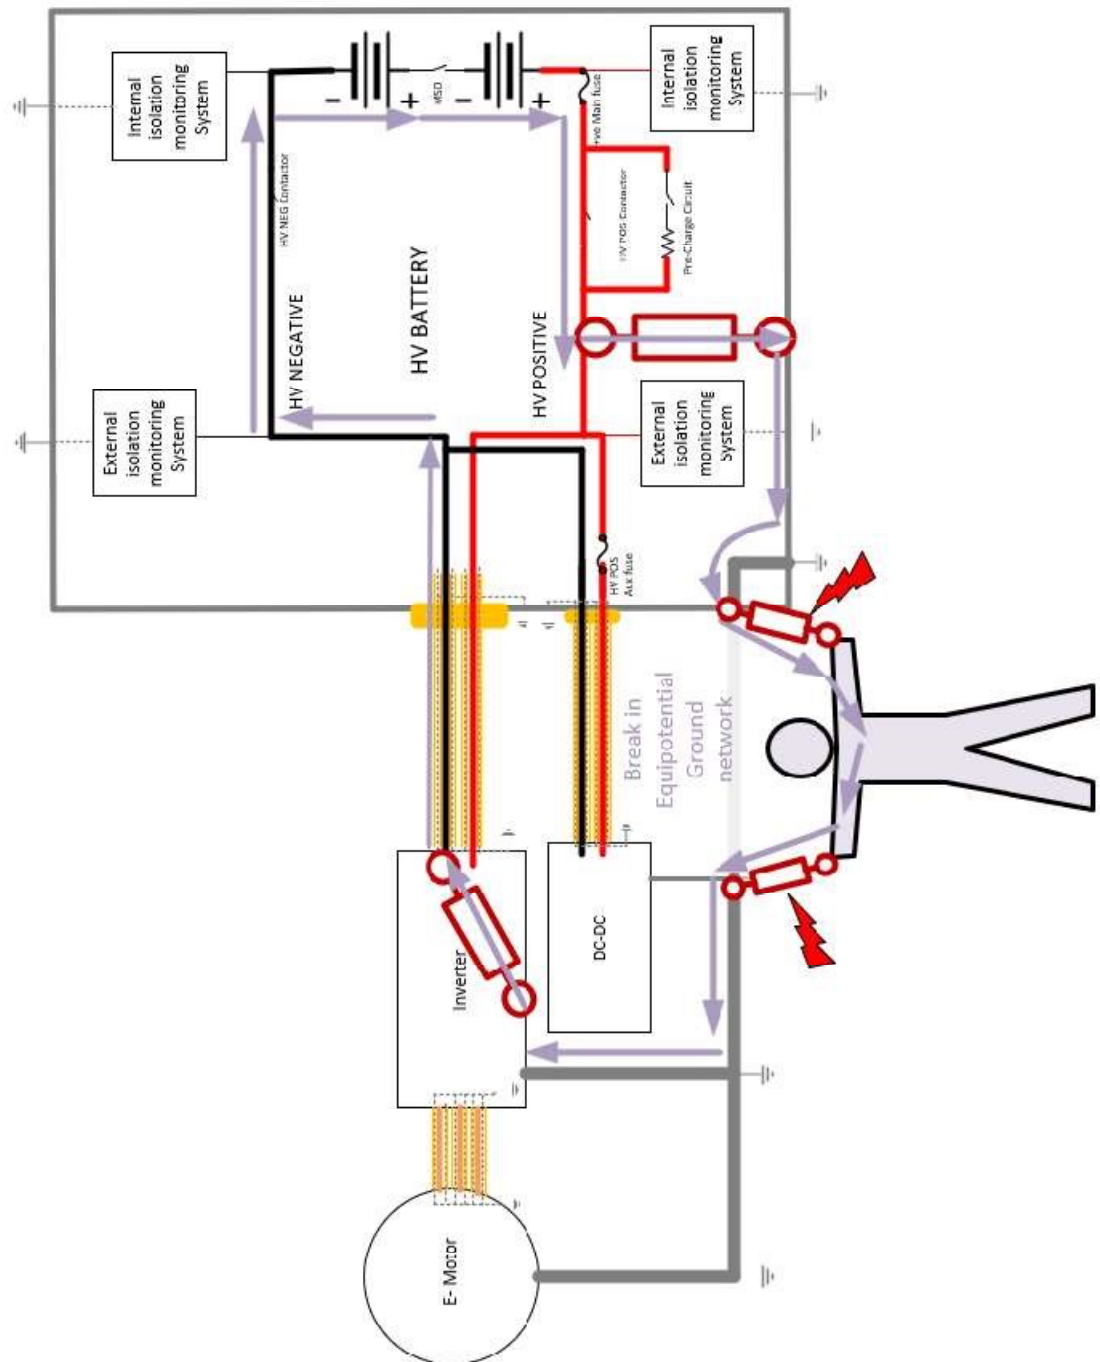 Internal
isolation
monitoring
System
External
isolation
monitoring
System
HV NEG Contactor
HV NEGATIVE
−
+
MSD
−
+
HV BATTERY
HV POSITIVE
+ve Main fuse
HV POS Contactor
Pre-Charge Circuit
Internal
isolation
monitoring
System
External
isolation
monitoring
System
HV POS
Aux fuse
Break in
Equipotential
Ground
network
Inverter
DC-DC
E- Motor